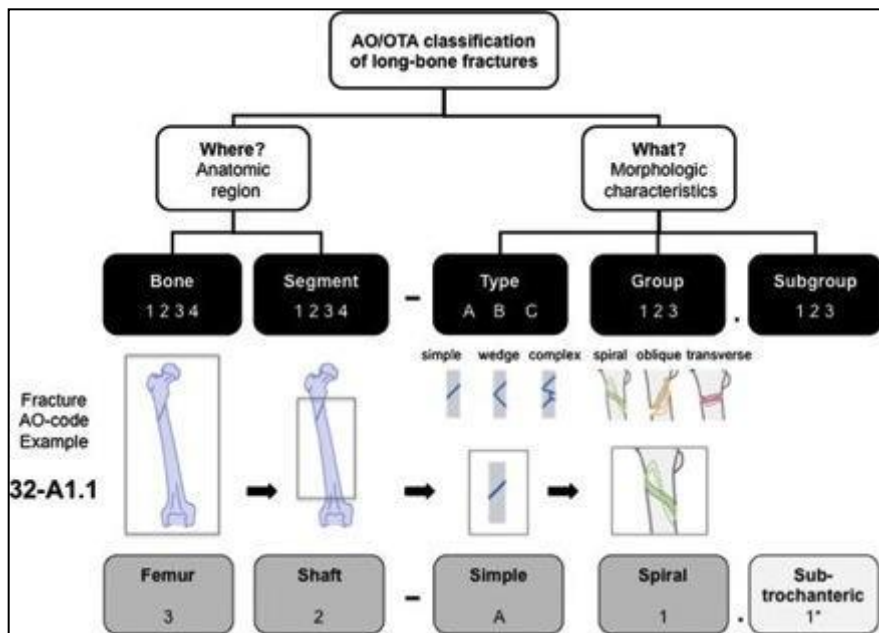 AO/OTA classification
of long-bone fractures
Where?
Anatomic
region
What?
Morphologic
characteristics
Bone
1 2 3 4
Segment
1 2 3 4
–
Type
A B C
Group
1 2 3
.
Subgroup
1 2 3
simple wedge complex
spiral oblique transverse
Fracture
AO-code
Example
32-A1.1
Femur
3
Shaft
2
–
Simple
A
Spiral
1
.
Sub-
trochanteric
1*